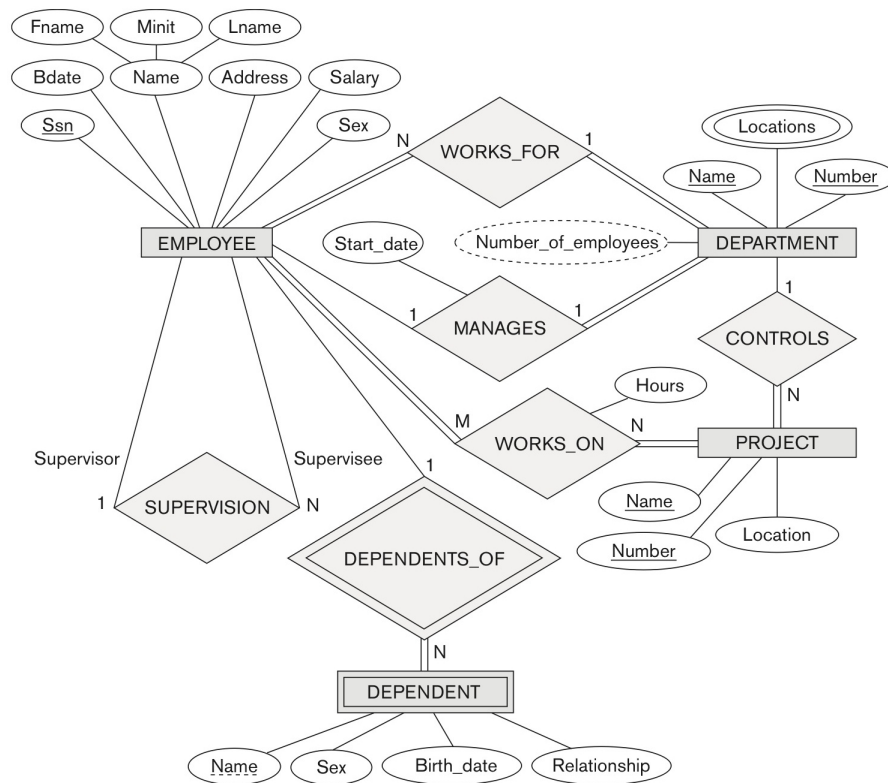 Fname
Minit
Lname
Bdate
Name
Address
Salary
Ssn
Sex
N
WORKS_FOR
1
Locations
Name
Number
EMPLOYEE
Start_date
Number_of_employees
DEPARTMENT
1
MANAGES
1
1
CONTROLS
N
Hours
M
WORKS_ON
N
PROJECT
Supervisor
Supervisee
1
SUPERVISION
N
1
Name
Location
Number
DEPENDENTS_OF
N
DEPENDENT
Name
Sex
Birth_date
Relationship